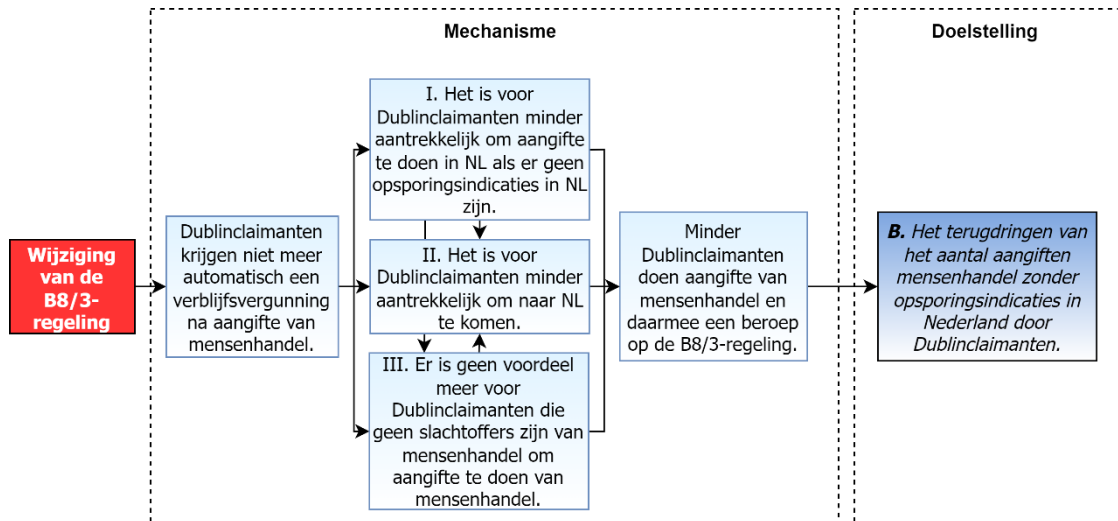 Mechanisme
Doelstelling
Wijziging
van de
B8/3-
regeling
Dublinclaimanten
krijgen niet meer
automatisch een
verblijfsvergunning
na aangifte van
mensenhandel.
I. Het is voor
Dublinclaimanten minder
aantrekkelijk om aangifte
te doen in NL als er geen
opsporingsindicaties in NL
zijn.
II. Het is voor
Dublinclaimanten minder
aantrekkelijk om naar NL
te komen.
III. Er is geen voordeel
meer voor
Dublinclaimanten die
geen slachtoffers zijn van
mensenhandel om
aangifte te doen van
mensenhandel.
Minder
Dublinclaimanten
doen aangifte van
mensenhandel en
daarmee een beroep
op de B8/3-regeling.
B. Het terugdringen van
het aantal aangiften
mensenhandel zonder
opsporingsindicaties in
Nederland door
Dublinclaimanten.